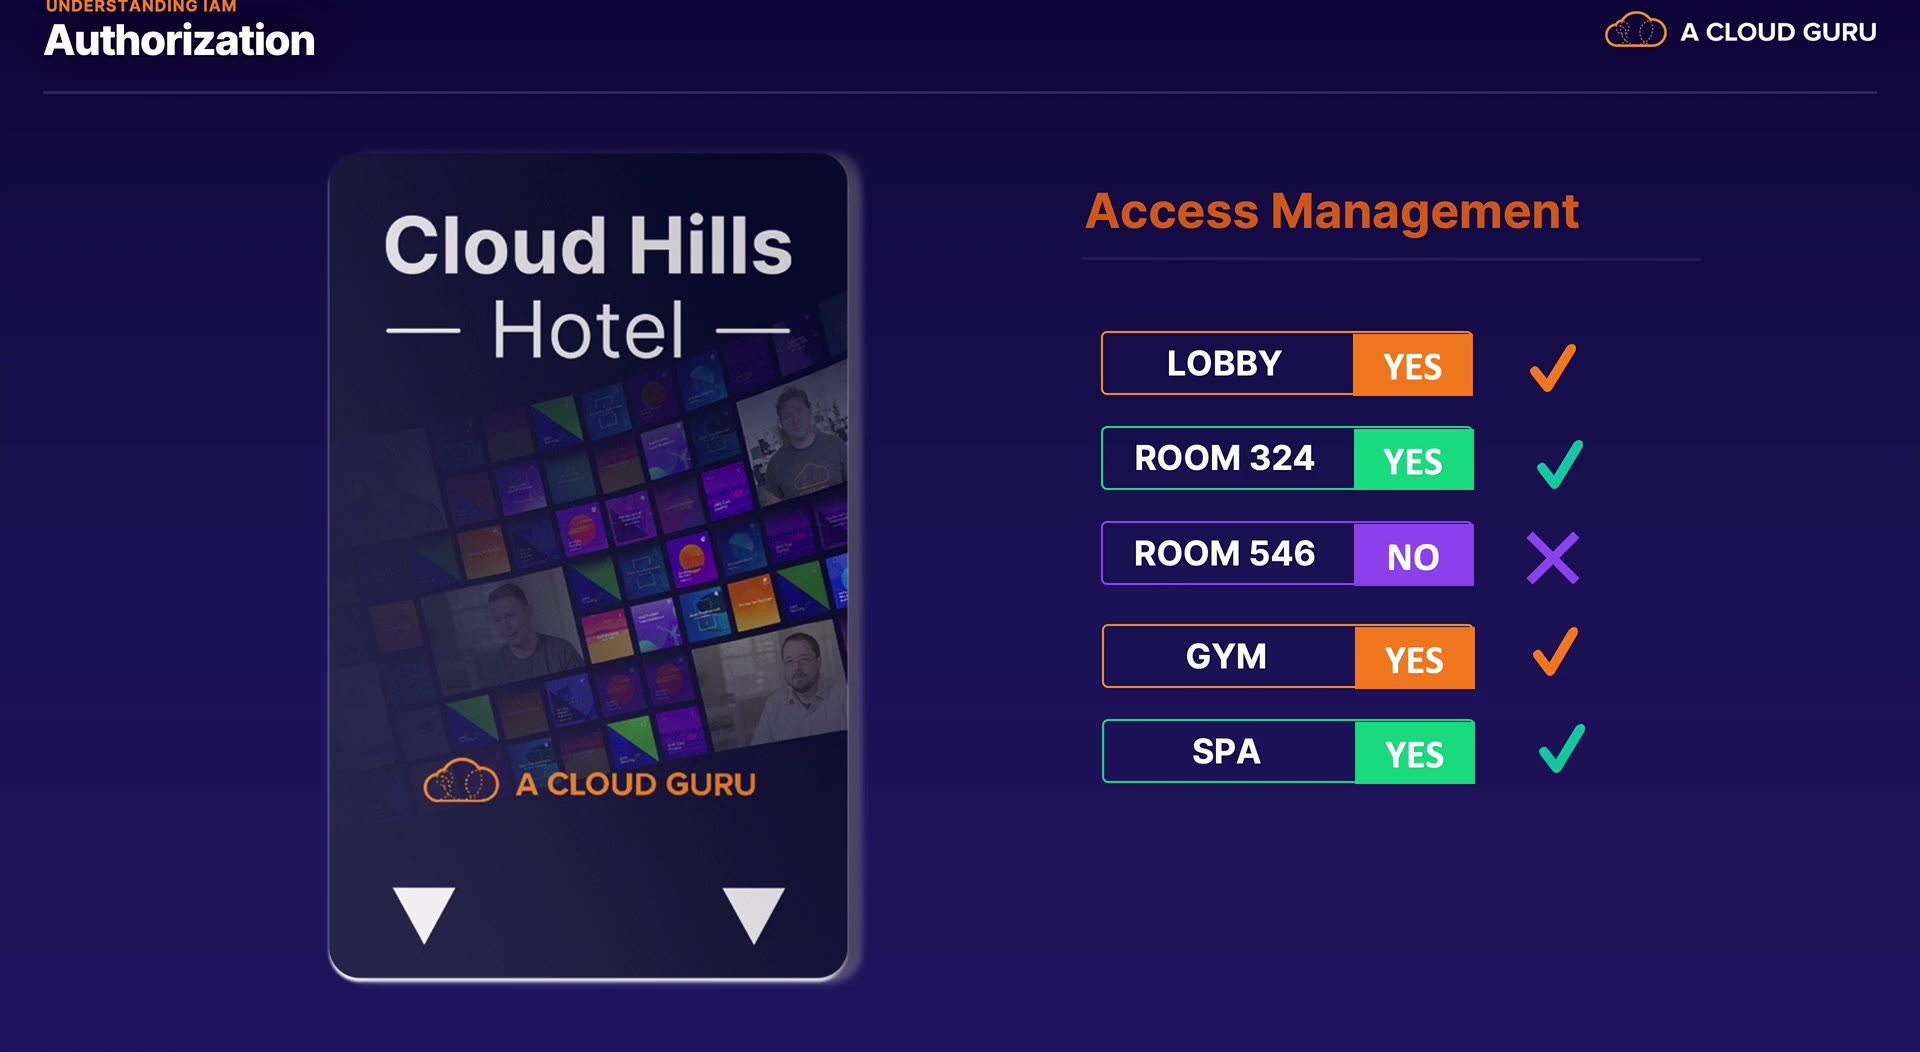 UNDERSTANDING IAM
Authorization
A CLOUD GURU
Cloud Hills
Hotel
A CLOUD GURU
Access Management
LOBBY YES
ROOM 324 YES
ROOM 546 NO
GYM YES
SPA YES